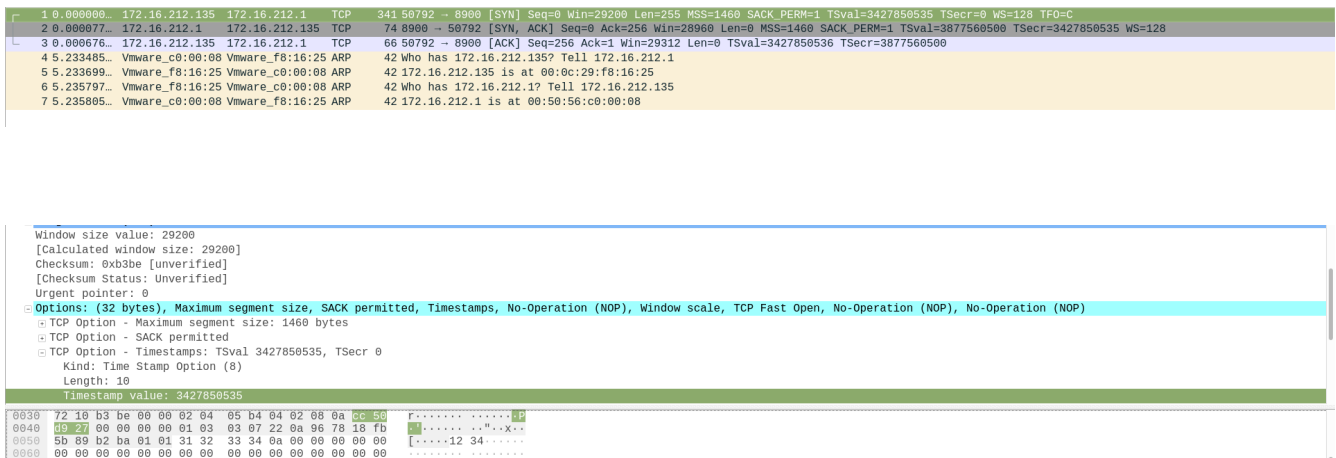 1 0.000000… 172.16.212.135 172.16.212.1 TCP 341 50792 → 8900 [SYN] Seq=0 Win=29200 Len=255 MSS=1460 SACK_PERM=1 TSval=3427850535 TSecr=0 WS=128 TFO=C
2 0.000077… 172.16.212.1 172.16.212.135 TCP 74 8900 → 50792 [SYN, ACK] Seq=0 Ack=256 Win=28960 Len=0 MSS=1460 SACK_PERM=1 TSval=3877560500 TSecr=3427850535 WS=128
3 0.000676… 172.16.212.135 172.16.212.1 TCP 66 50792 → 8900 [ACK] Seq=256 Ack=1 Win=29312 Len=0 TSval=3427850536 TSecr=3877560500
4 5.233485… Vmware_c0:00:08 Vmware_f8:16:25 ARP 42 Who has 172.16.212.135? Tell 172.16.212.1
5 5.233699… Vmware_f8:16:25 Vmware_c0:00:08 ARP 42 172.16.212.135 is at 00:0c:29:f8:16:25
6 5.235797… Vmware_f8:16:25 Vmware_c0:00:08 ARP 42 Who has 172.16.212.1? Tell 172.16.212.135
7 5.235805… Vmware_c0:00:08 Vmware_f8:16:25 ARP 42 172.16.212.1 is at 00:50:56:c0:00:08
Window size value: 29200
[Calculated window size: 29200]
Checksum: 0xb3be [unverified]
[Checksum Status: Unverified]
Urgent pointer: 0
Options: (32 bytes), Maximum segment size, SACK permitted, Timestamps, No-Operation (NOP), Window scale, TCP Fast Open, No-Operation (NOP), No-Operation (NOP)
TCP Option - Maximum segment size: 1460 bytes
TCP Option - SACK permitted
TCP Option - Timestamps: TSval 3427850535, TSecr 0
Kind: Time Stamp Option (8)
Length: 10
Timestamp value: 3427850535
0030 72 10 b3 be 00 00 02 04 05 b4 04 02 08 0a cc 50 r······· ·······P
0040 d9 27 00 00 00 00 01 03 03 07 22 0a 96 78 18 fb ·'······ ··"··x··
0050 5b 89 b2 ba 01 01 31 32 33 34 0a 00 00 00 00 00 [·····12 34······
0060 00 00 00 00 00 00 00 00 00 00 00 00 00 00 00 00 ········ ········